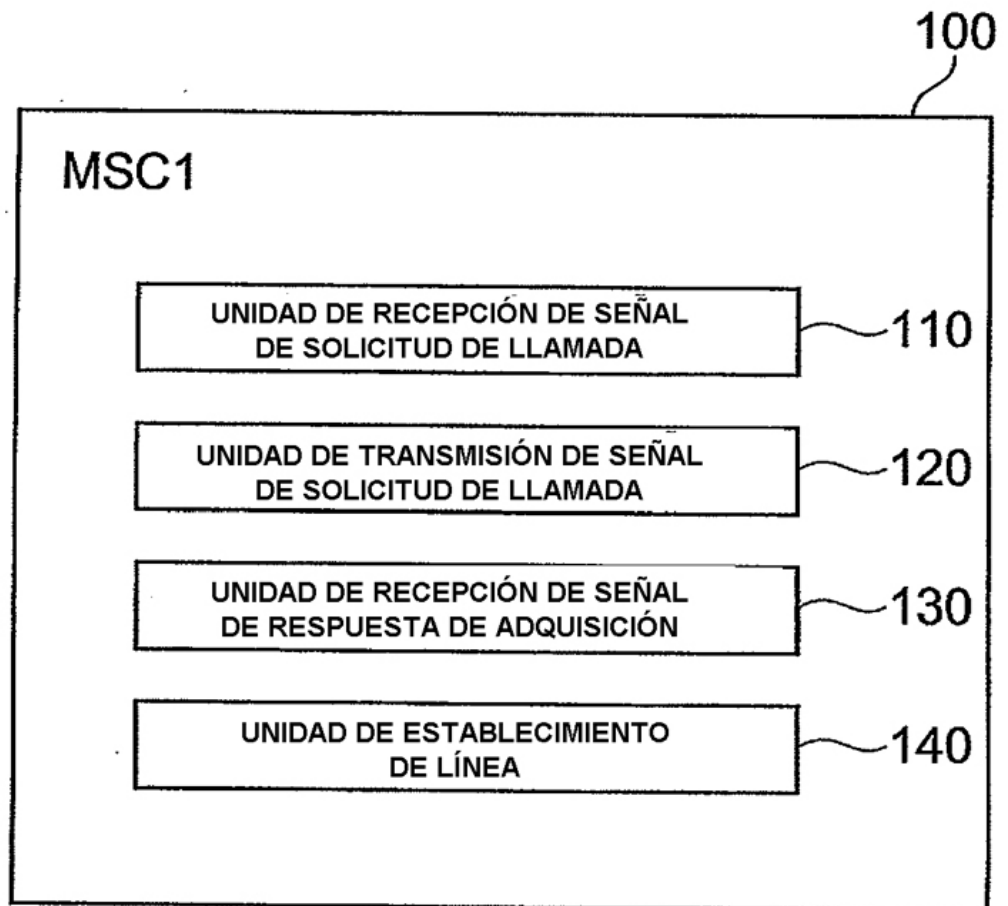 100
MSC1
UNIDAD DE RECEPCIÓN DE SEÑAL
DE SOLICITUD DE LLAMADA
110
UNIDAD DE TRANSMISIÓN DE SEÑAL
DE SOLICITUD DE LLAMADA
120
UNIDAD DE RECEPCIÓN DE SEÑAL
DE RESPUESTA DE ADQUISICIÓN
130
UNIDAD DE ESTABLECIMIENTO
DE LÍNEA
140